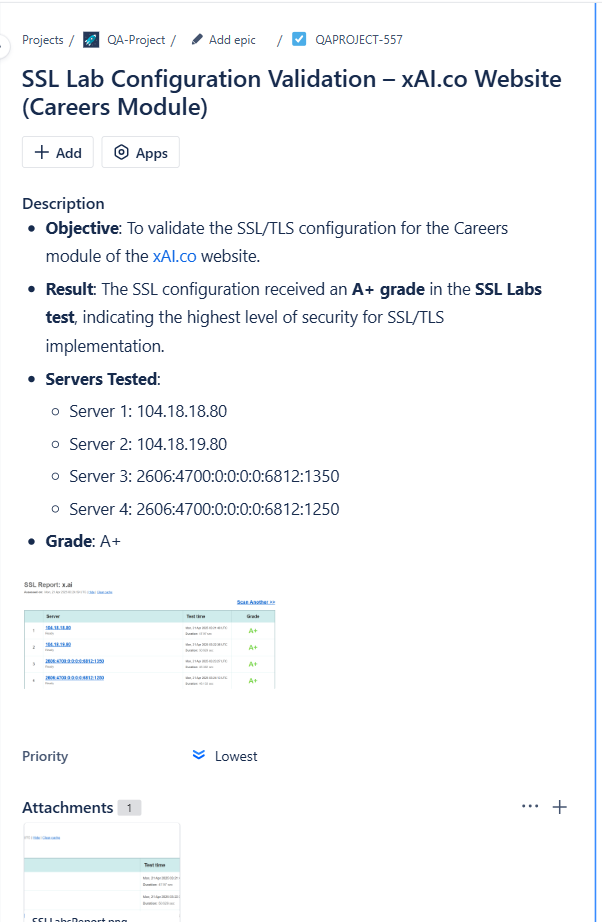 Projects / QA-Project / Add epic / QAPROJECT-557
SSL Lab Configuration Validation – xAI.co Website
(Careers Module)
Add Apps
Description
• Objective: To validate the SSL/TLS configuration for the Careers
module of the xAI.co website.
• Result: The SSL configuration received an A+ grade in the SSL Labs
test, indicating the highest level of security for SSL/TLS
implementation.
• Servers Tested:
Server 1: 104.18.18.80
Server 2: 104.18.19.80
Server 3: 2606:4700:0:0:0:0:6812:1350
Server 4: 2606:4700:0:0:0:0:6812:1250
• Grade: A+
SSL Report: x.ai
Scan Another >>
Server Test time Grade
1 104.18.18.80 A+
2 104.18.19.80 A+
3 2606:4700:0:0:0:0:6812:1350 A+
4 2606:4700:0:0:0:0:6812:1250 A+
Priority Lowest
Attachments 1
Test time
SSLLabsReport.png